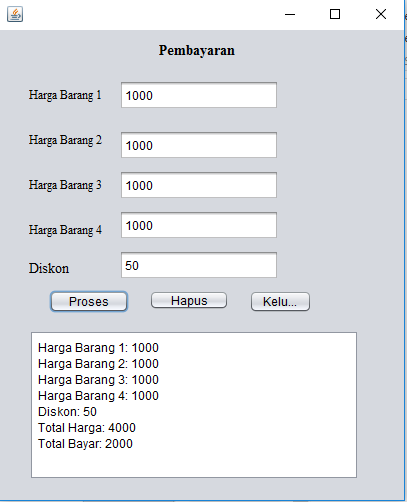 Pembayaran
Harga Barang 1 1000
Harga Barang 2 1000
Harga Barang 3 1000
Harga Barang 4 1000
Diskon 50
Proses Hapus Kelu...
Harga Barang 1: 1000
Harga Barang 2: 1000
Harga Barang 3: 1000
Harga Barang 4: 1000
Diskon: 50
Total Harga: 4000
Total Bayar: 2000